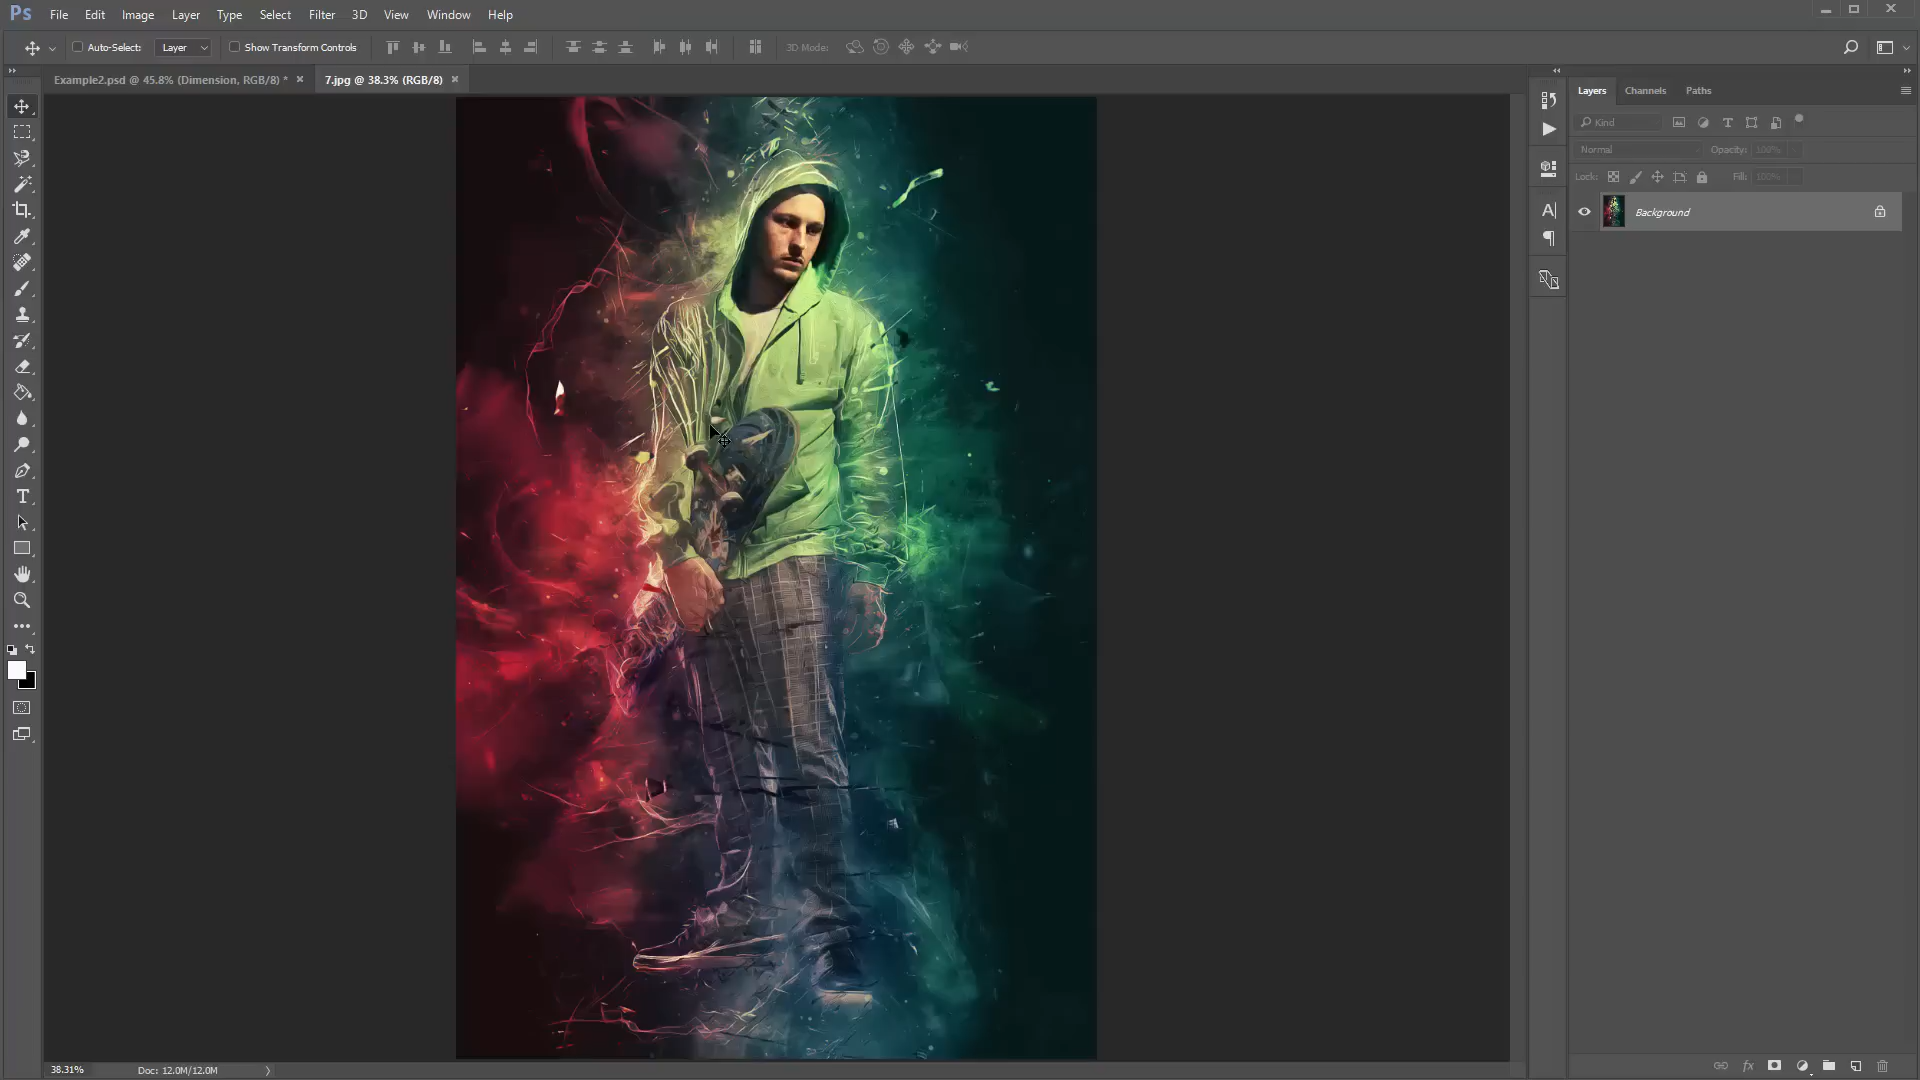 Ps File Edit Image Layer Type Select Filter 3D View Window Help
Auto-Select: Layer Show Transform Controls 3D Mode:
Example2.psd @ 45.8% (Dimension, RGB/8) * × 7.jpg @ 38.3% (RGB/8) ×
Layers Channels Paths
Kind
Normal Opacity: 100%
Lock: Fill: 100%
Background
38.31% Doc: 12.0M/12.0M